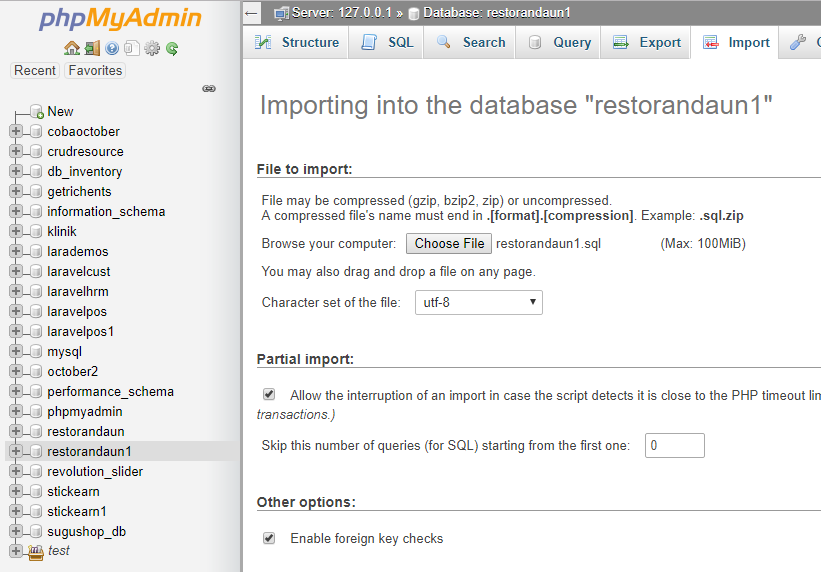 phpMyAdmin
Recent Favorites
New
cobaoctober
crudresource
db_inventory
getrichents
information_schema
klinik
larademos
laravelcust
laravelhrm
laravelpos
laravelpos1
mysql
october2
performance_schema
phpmyadmin
restorandaun
restorandaun1
revolution_slider
stickearn
stickearn1
sugushop_db
test
Server: 127.0.0.1 » Database: restorandaun1
Structure SQL Search Query Export Import
Importing into the database "restorandaun1"
File to import:
File may be compressed (gzip, bzip2, zip) or uncompressed.
A compressed file's name must end in .[format].[compression]. Example: .sql.zip
Browse your computer: Choose File restorandaun1.sql (Max: 100MiB)
You may also drag and drop a file on any page.
Character set of the file: utf-8
Partial import:
Allow the interruption of an import in case the script detects it is close to the PHP timeout lim
transactions.)
Skip this number of queries (for SQL) starting from the first one: 0
Other options:
Enable foreign key checks